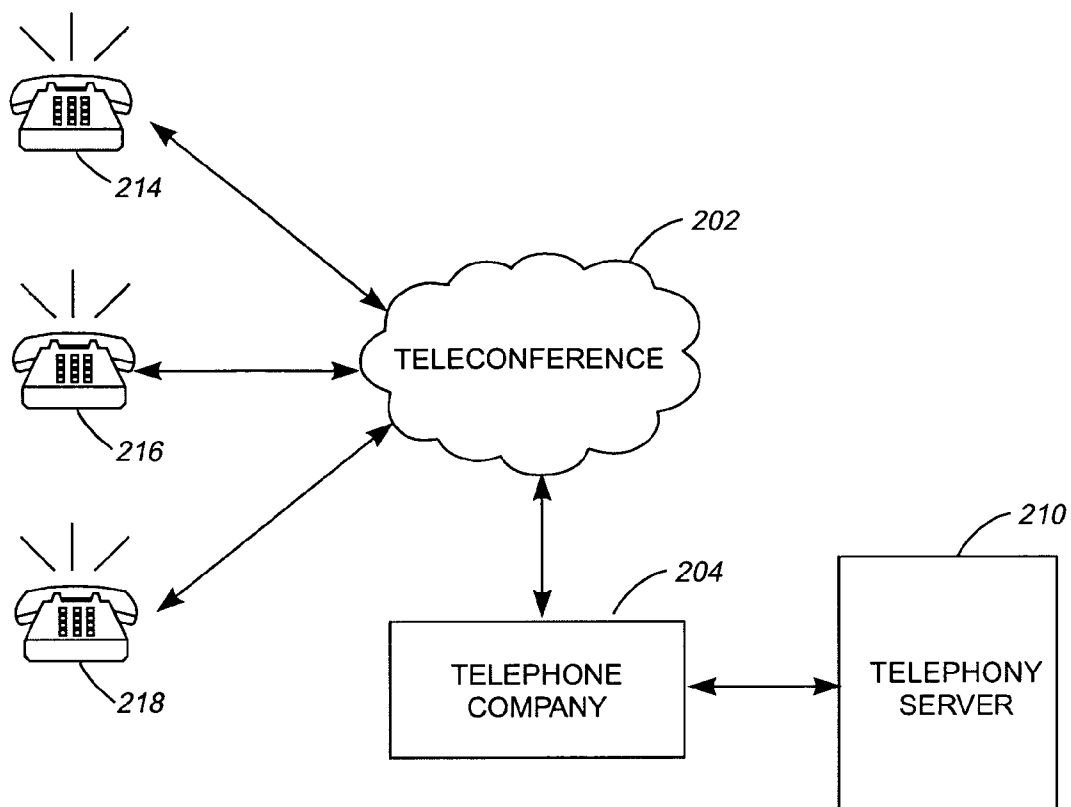 214
202
TELECONFERENCE
216
210
204
TELEPHONE
COMPANY
TELEPHONY
SERVER
218